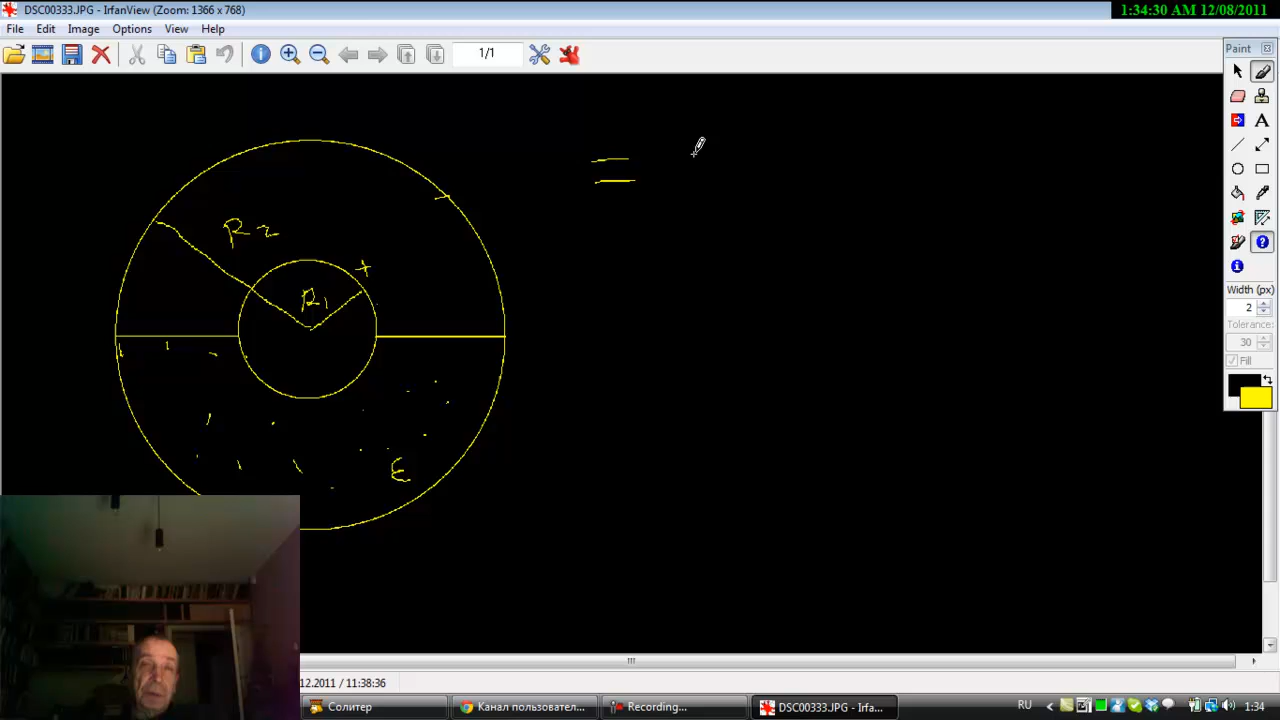 DSC00333.JPG - IrfanView (Zoom: 1366 x 768)
1:34:30 AM 12/08/2011
File Edit Image Options View Help
1/1
Paint
R2
R1
+
=
ε
Width (px)
2
Tolerance:
30
Fill
12.2011 / 11:38:36
Солитер
Канал пользовател...
Recording...
DSC00333.JPG - Irfa...
RU
1:34